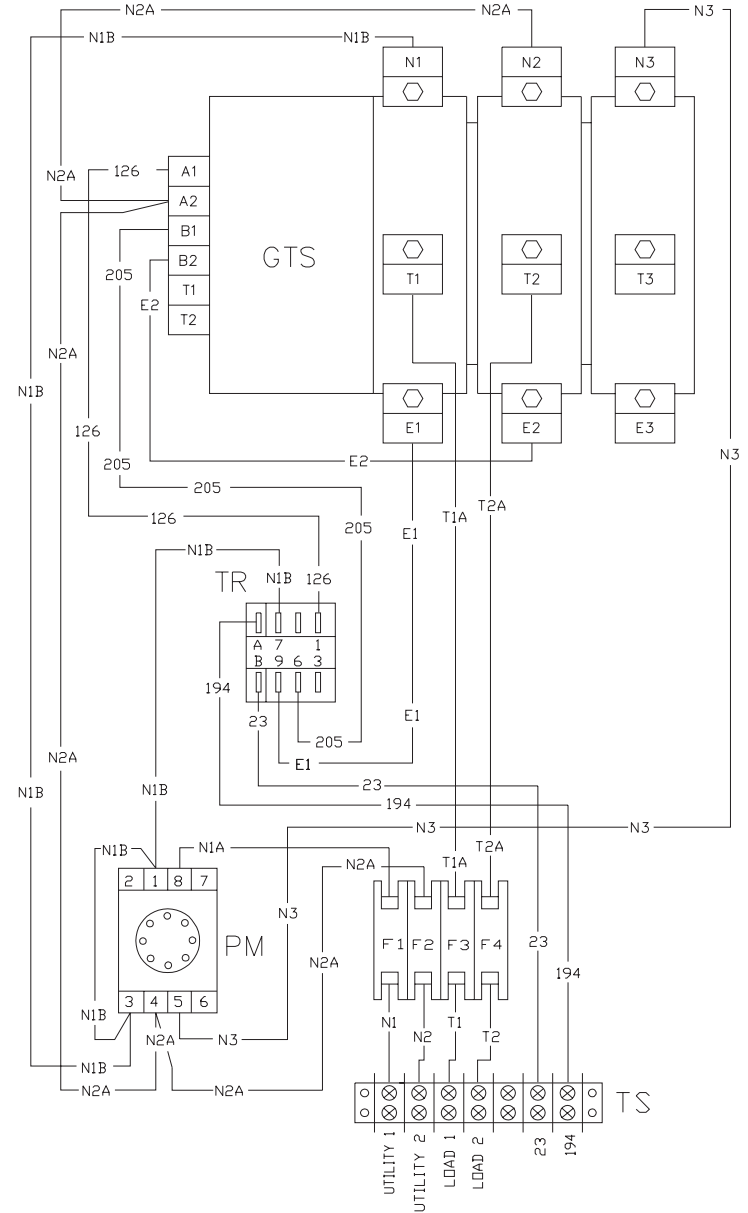 N2A N2A N3
N1B N1B
N1 N2 N3
126 A1
N2A A2
B1
205 B2 GTS
E2 T1 T1 T2 T3
T2
N2A
N1B
126 E1 E2 E3
205 E2 N3
205
126 205 T1A T2A
E1
N1B
TR N1B 126
A 7 1
B 9 6 3
194
23 E1
205
N2A E1
23
N1B N1B 194
N3 N3
N1B N1A T1A T2A
N2A
2 1 8 7
N3
PM F1 F2 F3 F4 23
N2A 194
3 4 5 6
N1B N1 T1
N2A N3 N2 T2
N1B
N2A N2A
TS
UTILITY 1
UTILITY 2
LOAD 1
LOAD 2
23
194